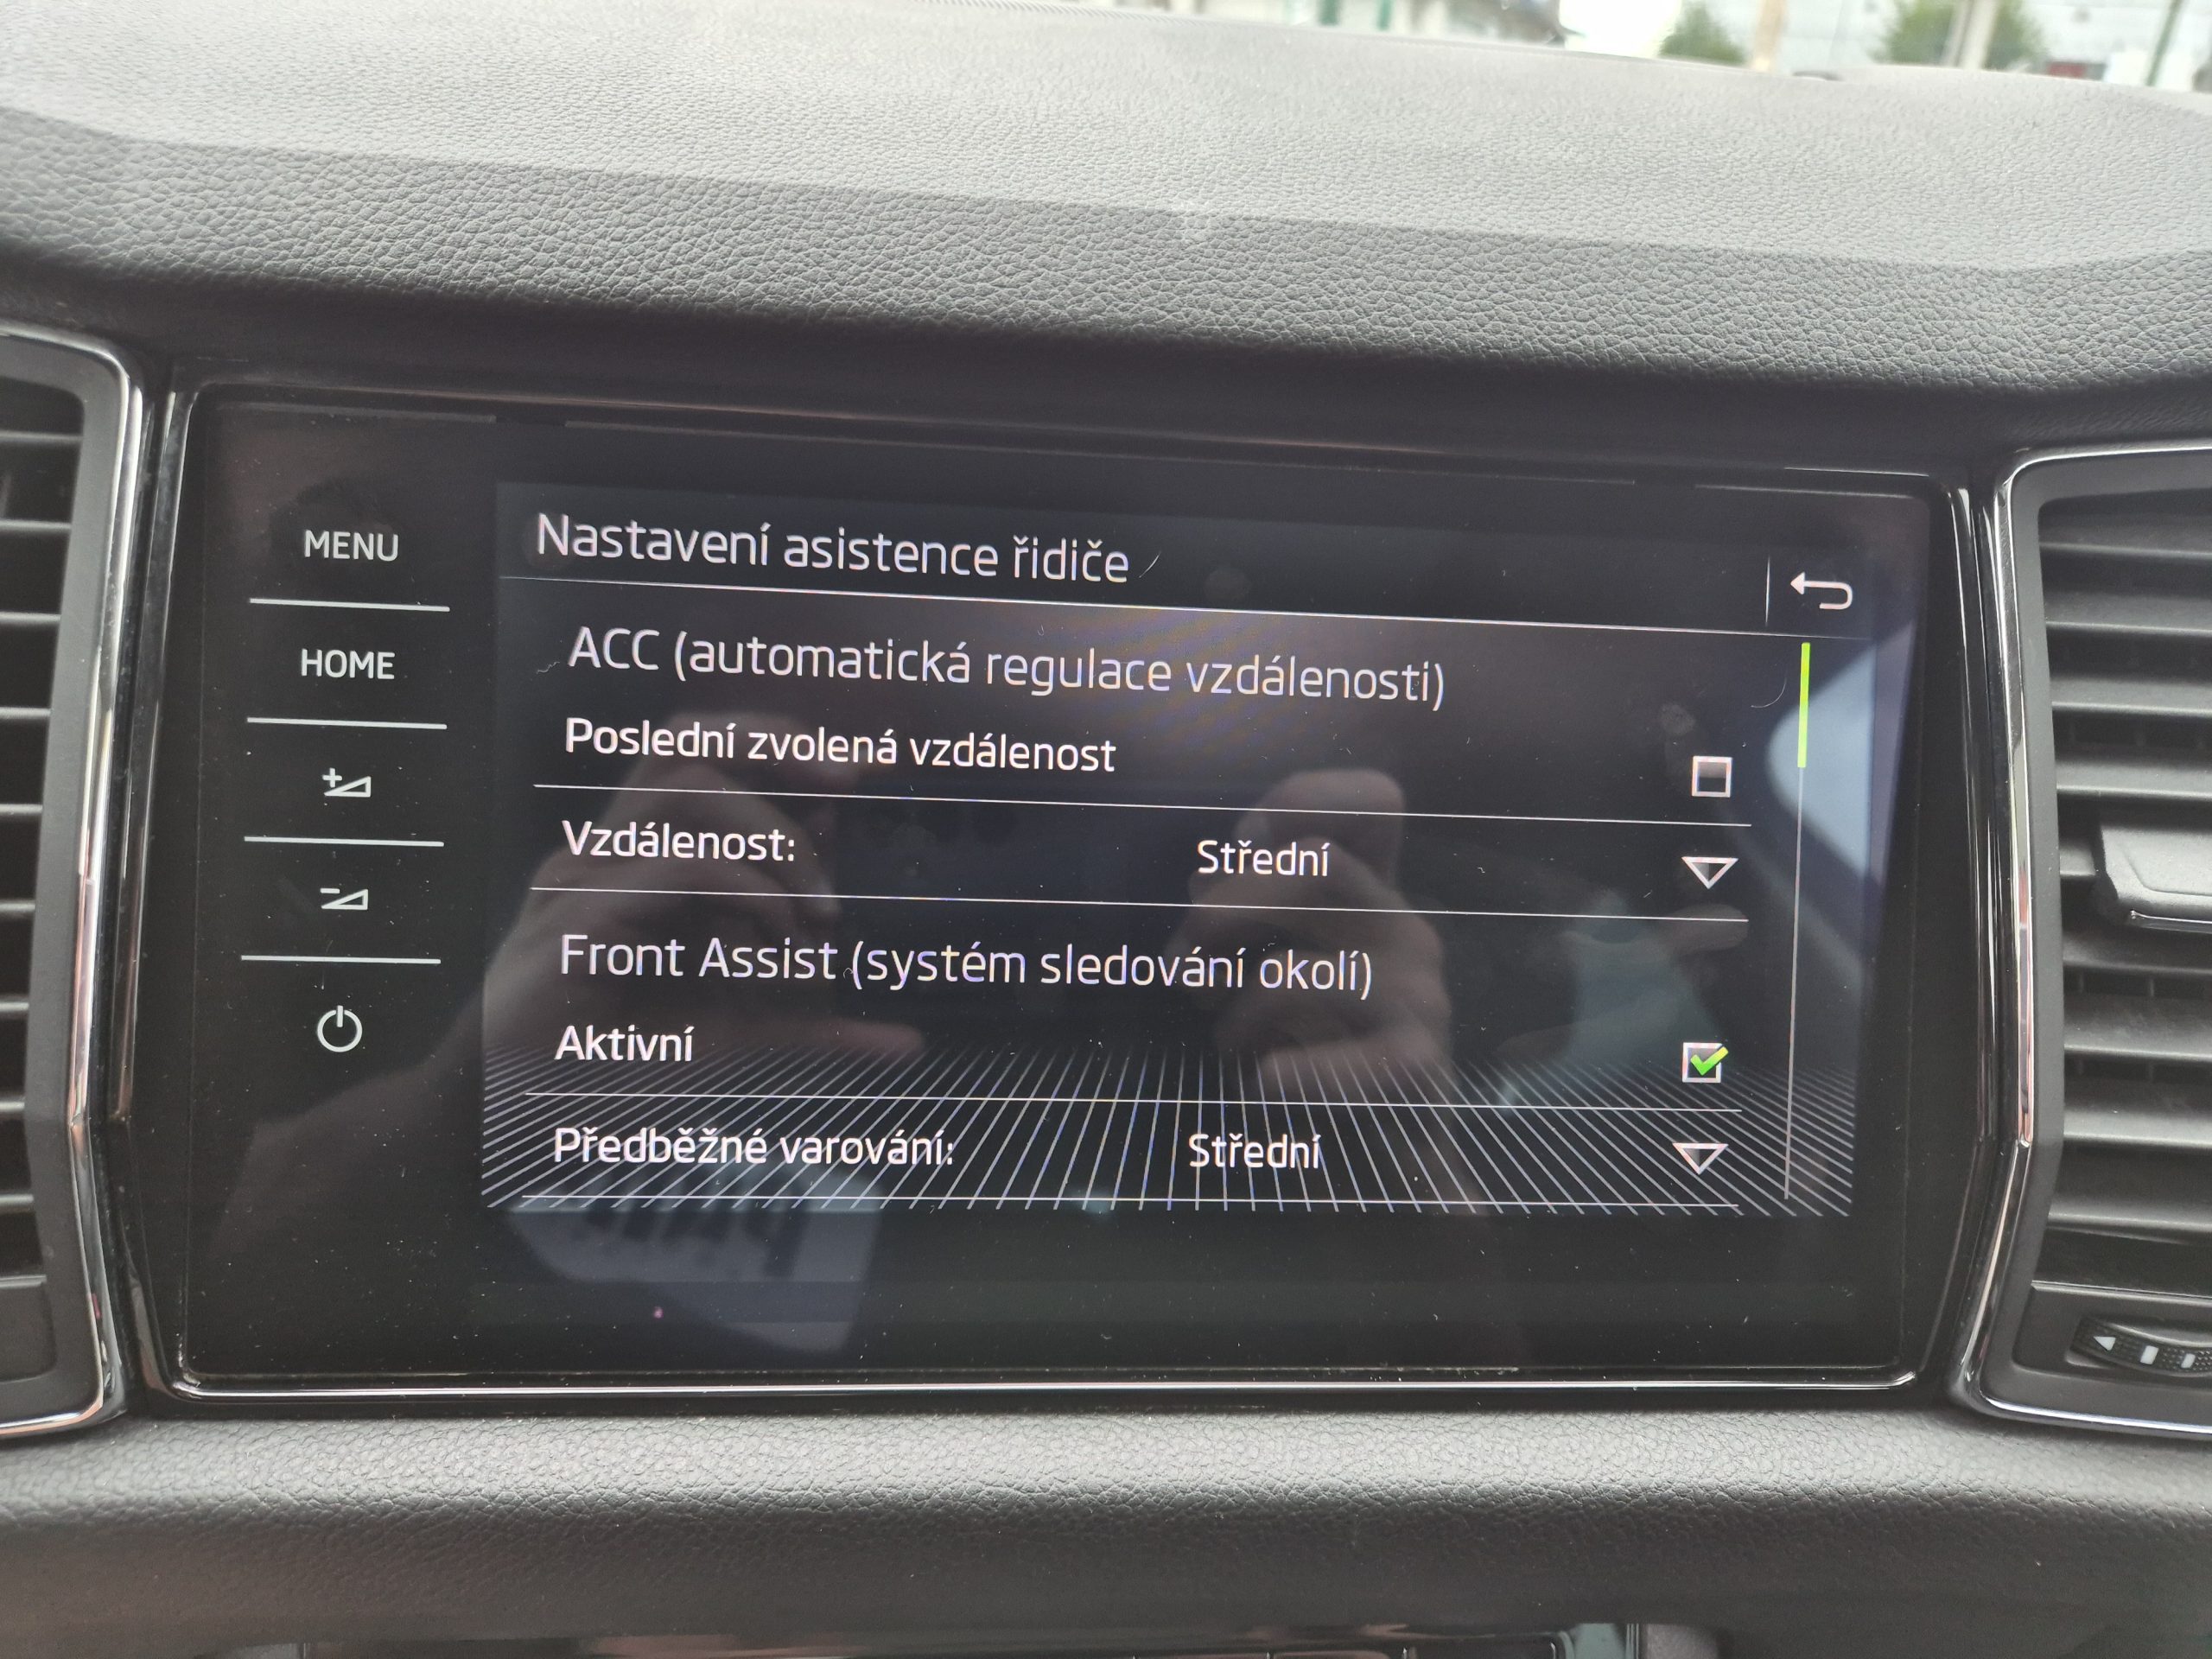 MENU
HOME
Nastavení asistence řidiče
ACC (automatická regulace vzdálenosti)
Poslední zvolená vzdálenost
Vzdálenost: Střední
Front Assist (systém sledování okolí)
Aktivní
Předběžné varování: Střední